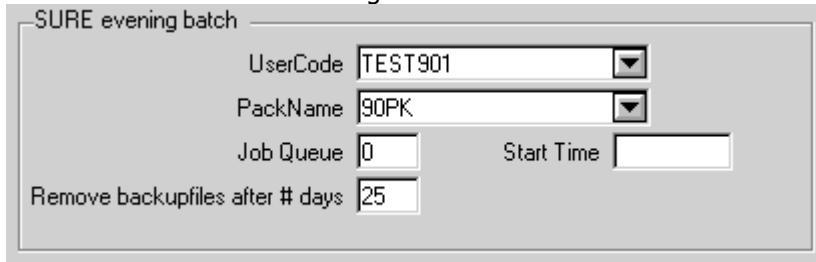 SURE evening batch
UserCode TEST901
PackName 90PK
Job Queue 0 Start Time
Remove backupfiles after # days 25